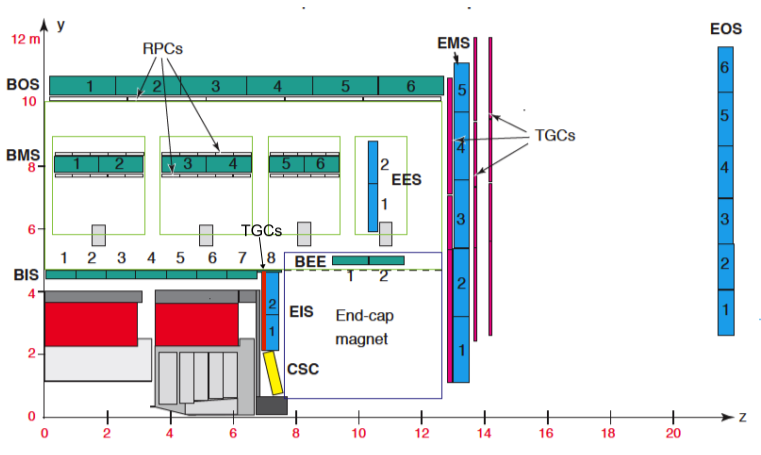 y
12 m
RPCs
EMS
EOS
BOS
1 2 3 4 5 6
10
5
6
5
TGCs
BMS
8
1 2
3 4
5 6
2
1
EES
4
4
6
TGCs
3
3
1 2 3 4 5 6 7 8
BEE
1 2
BIS
2
2
4
2
1
EIS
End-cap
magnet
1
1
2
CSC
0
z
0 2 4 6 8 10 12 14 16 18 20